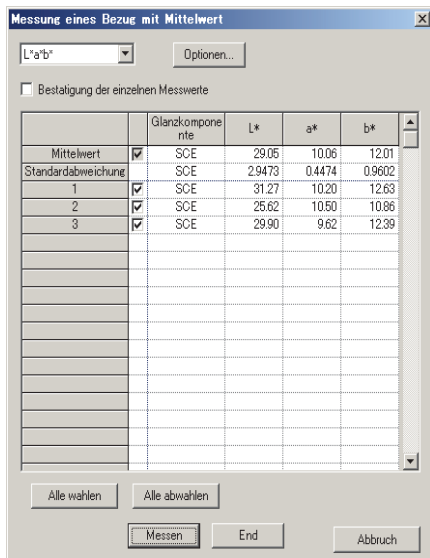 Messung eines Bezug mit Mittelwert
L*a*b*
Optionen...
Bestatigung der einzelnen Messwerte
Glanzkompone
nte L* a* b*
Mittelwert SCE 29.05 10.06 12.01
Standardabweichung SCE 2.9473 0.4474 0.9602
1 SCE 31.27 10.20 12.63
2 SCE 25.62 10.50 10.86
3 SCE 29.90 9.62 12.39
Alle wahlen Alle abwahlen
Messen End Abbruch